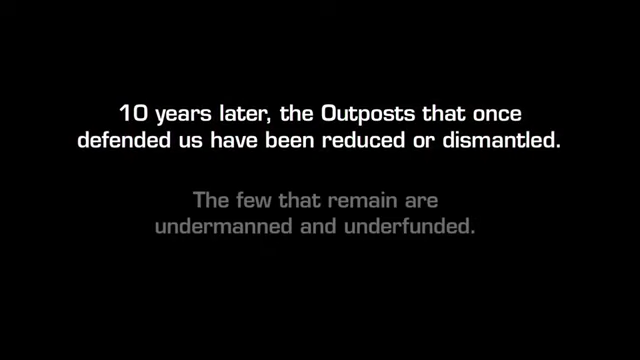 10 years later, the Outposts that once
defended us have been reduced or dismantled.
The few that remain are
undermanned and underfunded.